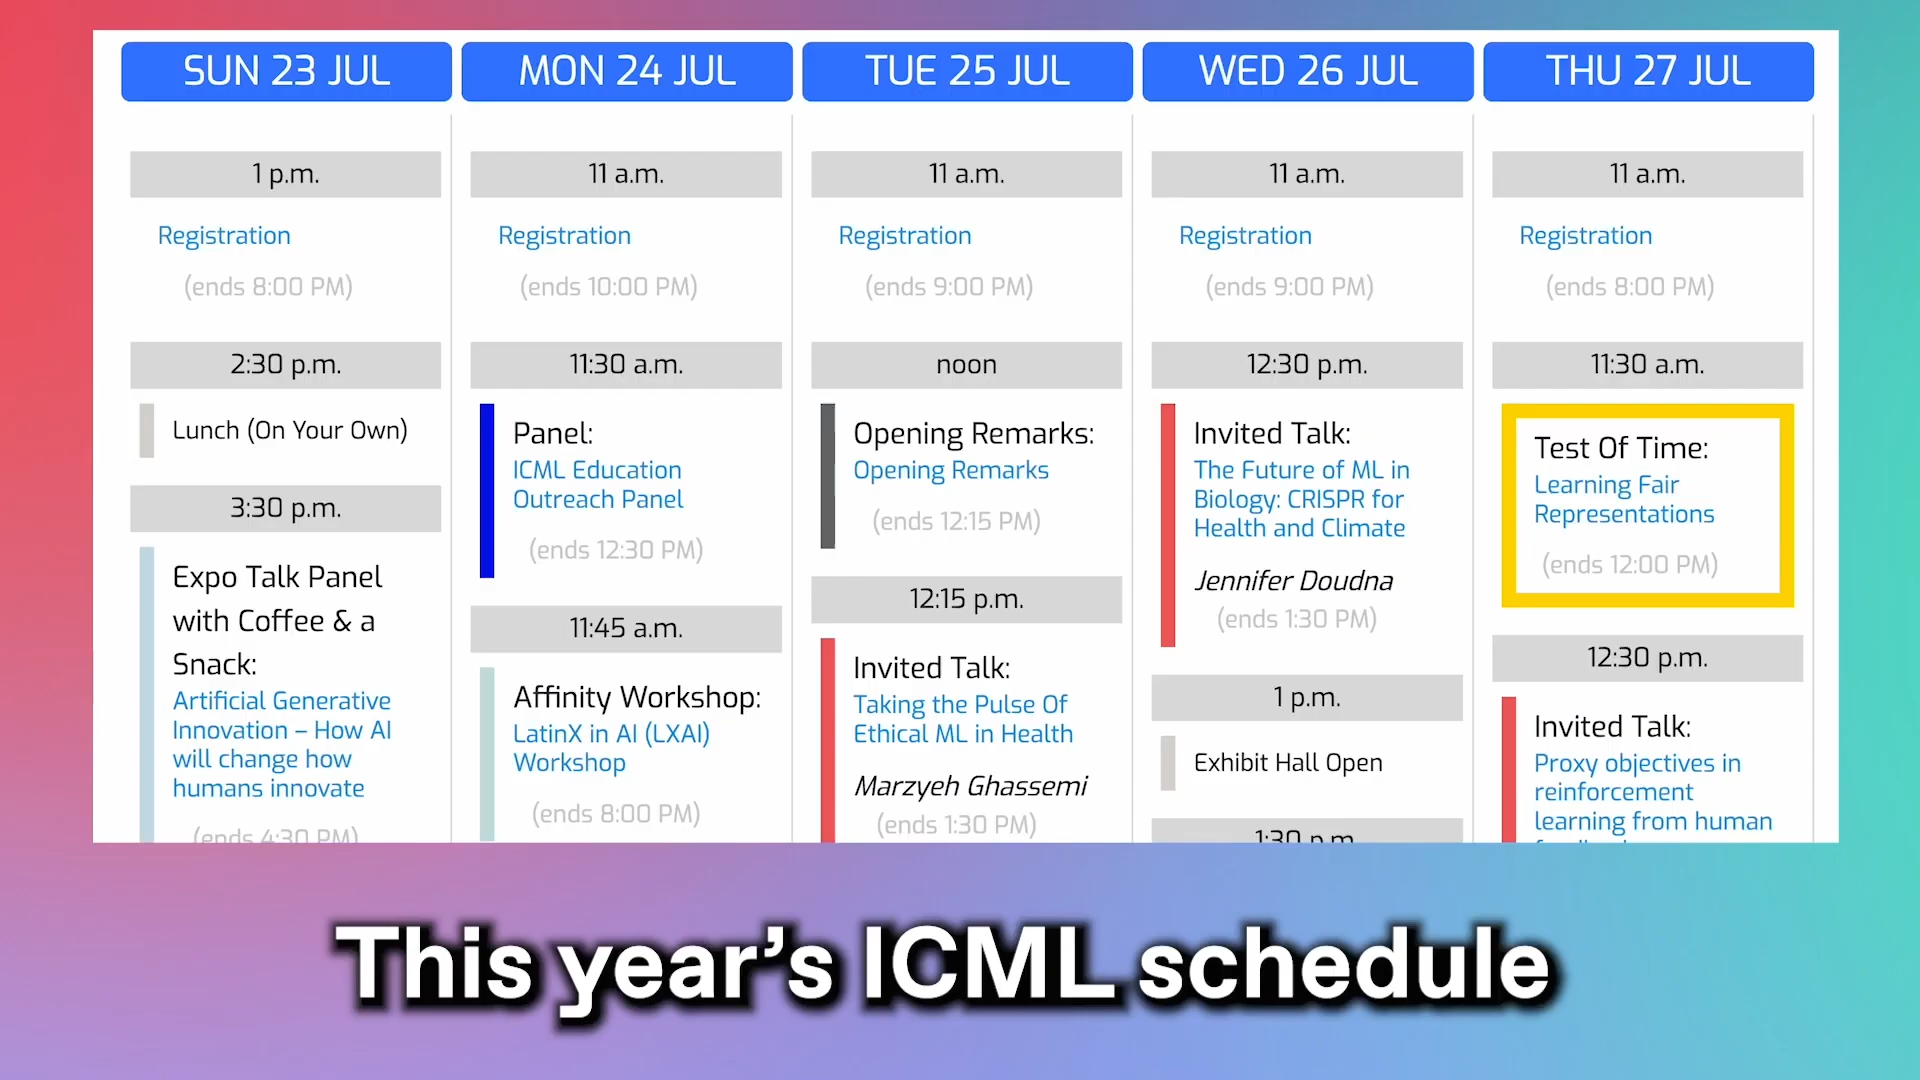 SUN 23 JUL
1 p.m.
Registration
(ends 8:00 PM)
2:30 p.m.
Lunch (On Your Own)
3:30 p.m.
Expo Talk Panel
with Coffee & a
Snack:
Artificial Generative
Innovation – How AI
will change how
humans innovate
(ends 4:30 PM)
MON 24 JUL
11 a.m.
Registration
(ends 10:00 PM)
11:30 a.m.
Panel:
ICML Education
Outreach Panel
(ends 12:30 PM)
11:45 a.m.
Affinity Workshop:
LatinX in AI (LXAI)
Workshop
(ends 8:00 PM)
TUE 25 JUL
11 a.m.
Registration
(ends 9:00 PM)
noon
Opening Remarks:
Opening Remarks
(ends 12:15 PM)
12:15 p.m.
Invited Talk:
Taking the Pulse Of
Ethical ML in Health
Marzyeh Ghassemi
(ends 1:30 PM)
WED 26 JUL
11 a.m.
Registration
(ends 9:00 PM)
12:30 p.m.
Invited Talk:
The Future of ML in
Biology: CRISPR for
Health and Climate
Jennifer Doudna
(ends 1:30 PM)
1 p.m.
Exhibit Hall Open
1:30 p.m.
THU 27 JUL
11 a.m.
Registration
(ends 8:00 PM)
11:30 a.m.
Test Of Time:
Learning Fair
Representations
(ends 12:00 PM)
12:30 p.m.
Invited Talk:
Proxy objectives in
reinforcement
learning from human
This year's ICML schedule